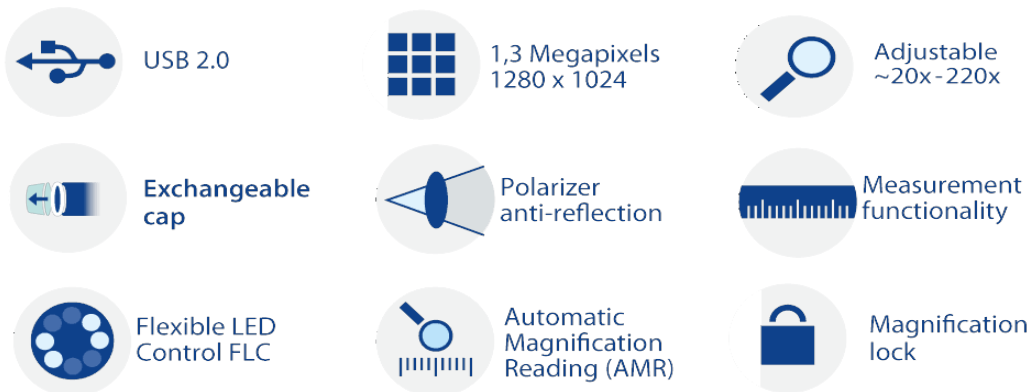 USB 2.0
1,3 Megapixels
1280 x 1024
Adjustable
~20x-220x
Exchangeable
cap
Polarizer
anti-reflection
Measurement
functionality
Flexible LED
Control FLC
Automatic
Magnification
Reading (AMR)
Magnification
lock